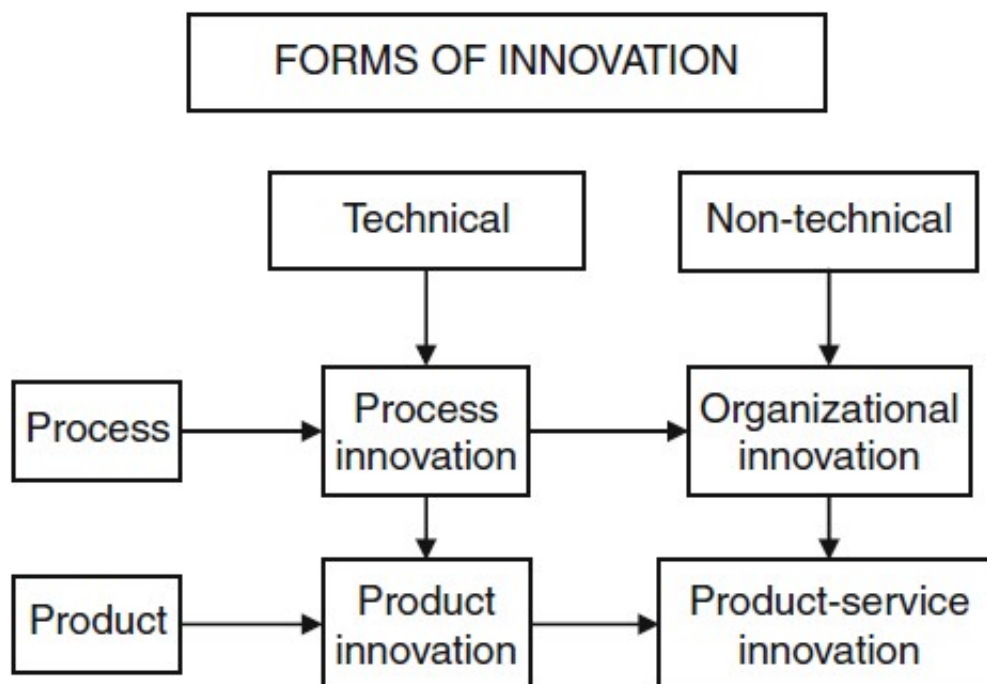 FORMS OF INNOVATION
Technical
Non-technical
Process
Process
innovation
Organizational
innovation
Product
Product
innovation
Product-service
innovation